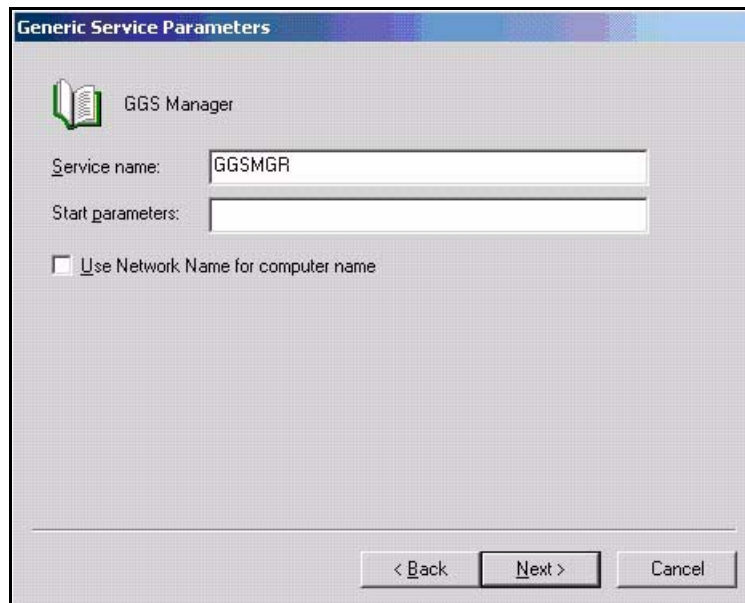 Generic Service Parameters
GGS Manager
Service name: GGSMGR
Start parameters:
Use Network Name for computer name
< Back Next > Cancel